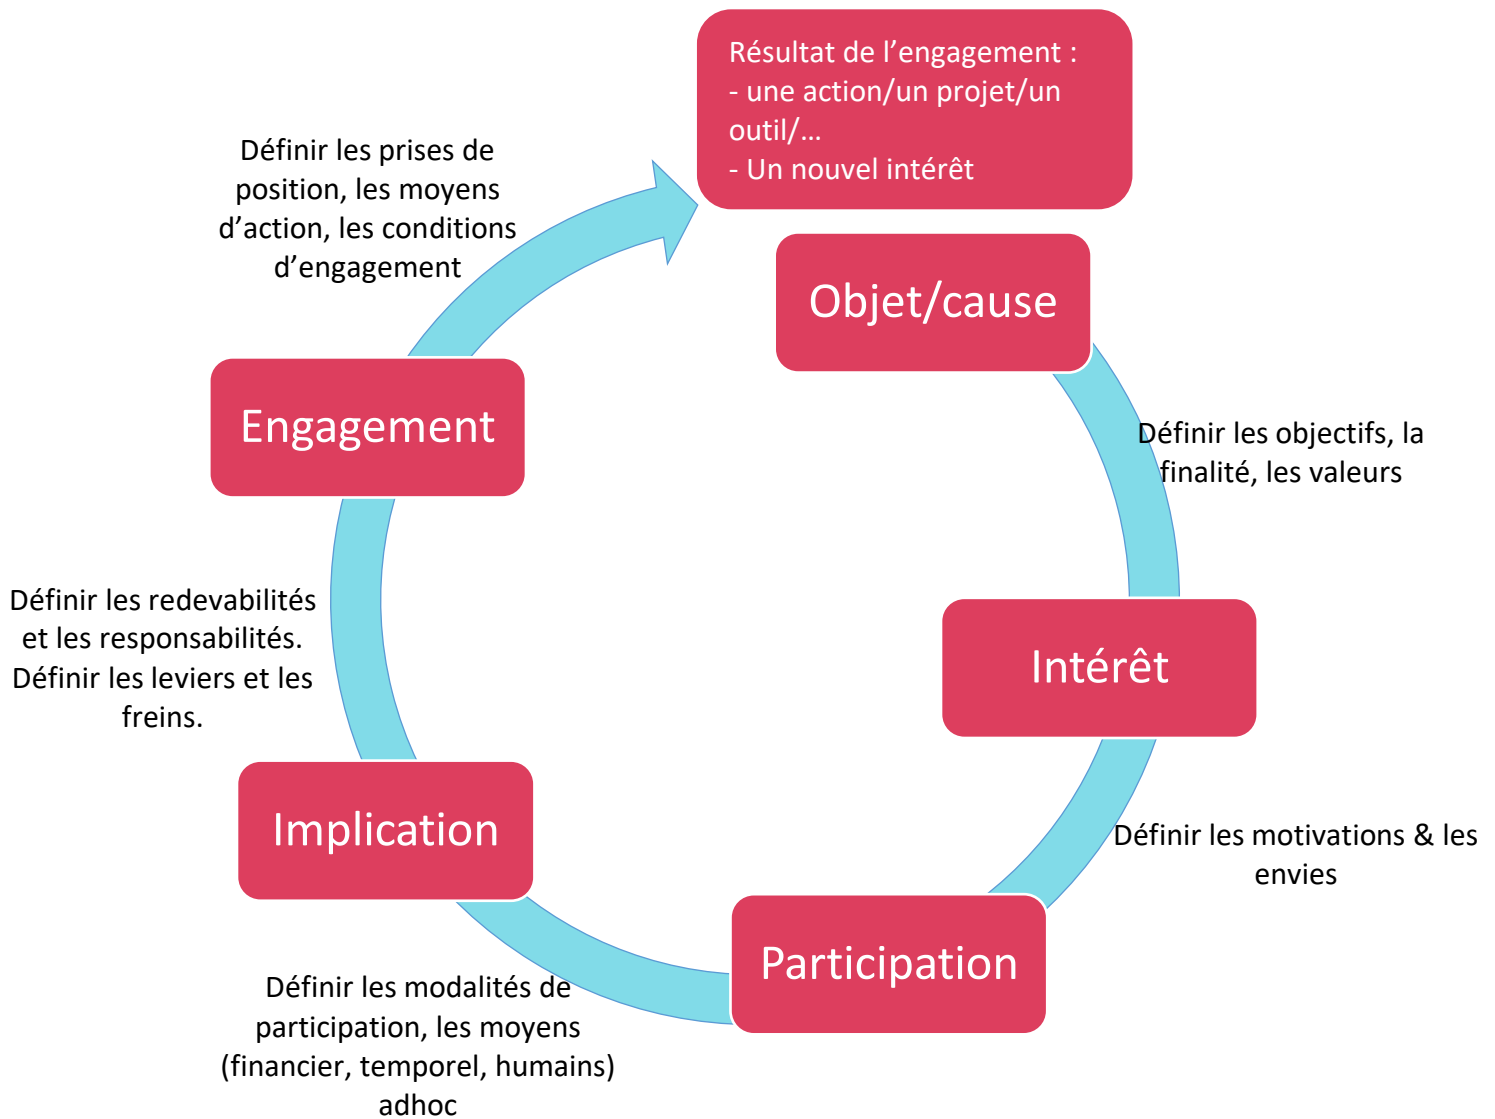 Résultat de l’engagement :
- une action/un projet/un
outil/…
- Un nouvel intérêt
Objet/cause
Définir les objectifs, la
finalité, les valeurs
Intérêt
Définir les motivations & les
envies
Participation
Définir les modalités de
participation, les moyens
(financier, temporel, humains)
adhoc
Implication
Définir les redevabilités
et les responsabilités.
Définir les leviers et les
freins.
Engagement
Définir les prises de
position, les moyens
d’action, les conditions
d’engagement